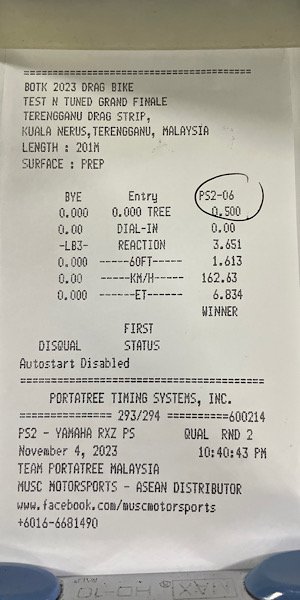 =====================================
BOTK 2023 DRAG BIKE
TEST N TUNED GRAND FINALE
TERENGGANU DRAG STRIP,
KUALA NERUS,TERENGGANU, MALAYSIA
LENGTH : 201M
SURFACE : PREP
BYE Entry PS2-06
0.000 0.000 TREE 0.500
0.00 DIAL-IN 0.00
-LB3- REACTION 3.651
0.000 ------60FT----- 1.613
0.00 ------KM/H----- 162.63
0.000 ------ET----- 6.834
WINNER
FIRST
DISQUAL STATUS
Autostart Disabled
=====================================
PORTATREE TIMING SYSTEMS, INC.
============== 293/294 ==========600214
PS2 - YAMAHA RXZ PS QUAL RND 2
November 4, 2023 10:40:43 PM
TEAM PORTATREE MALAYSIA
MUSC MOTORSPORTS - ASEAN DISTRIBUTOR
www.facebook.com/muscmotorsports
+6016-6681490